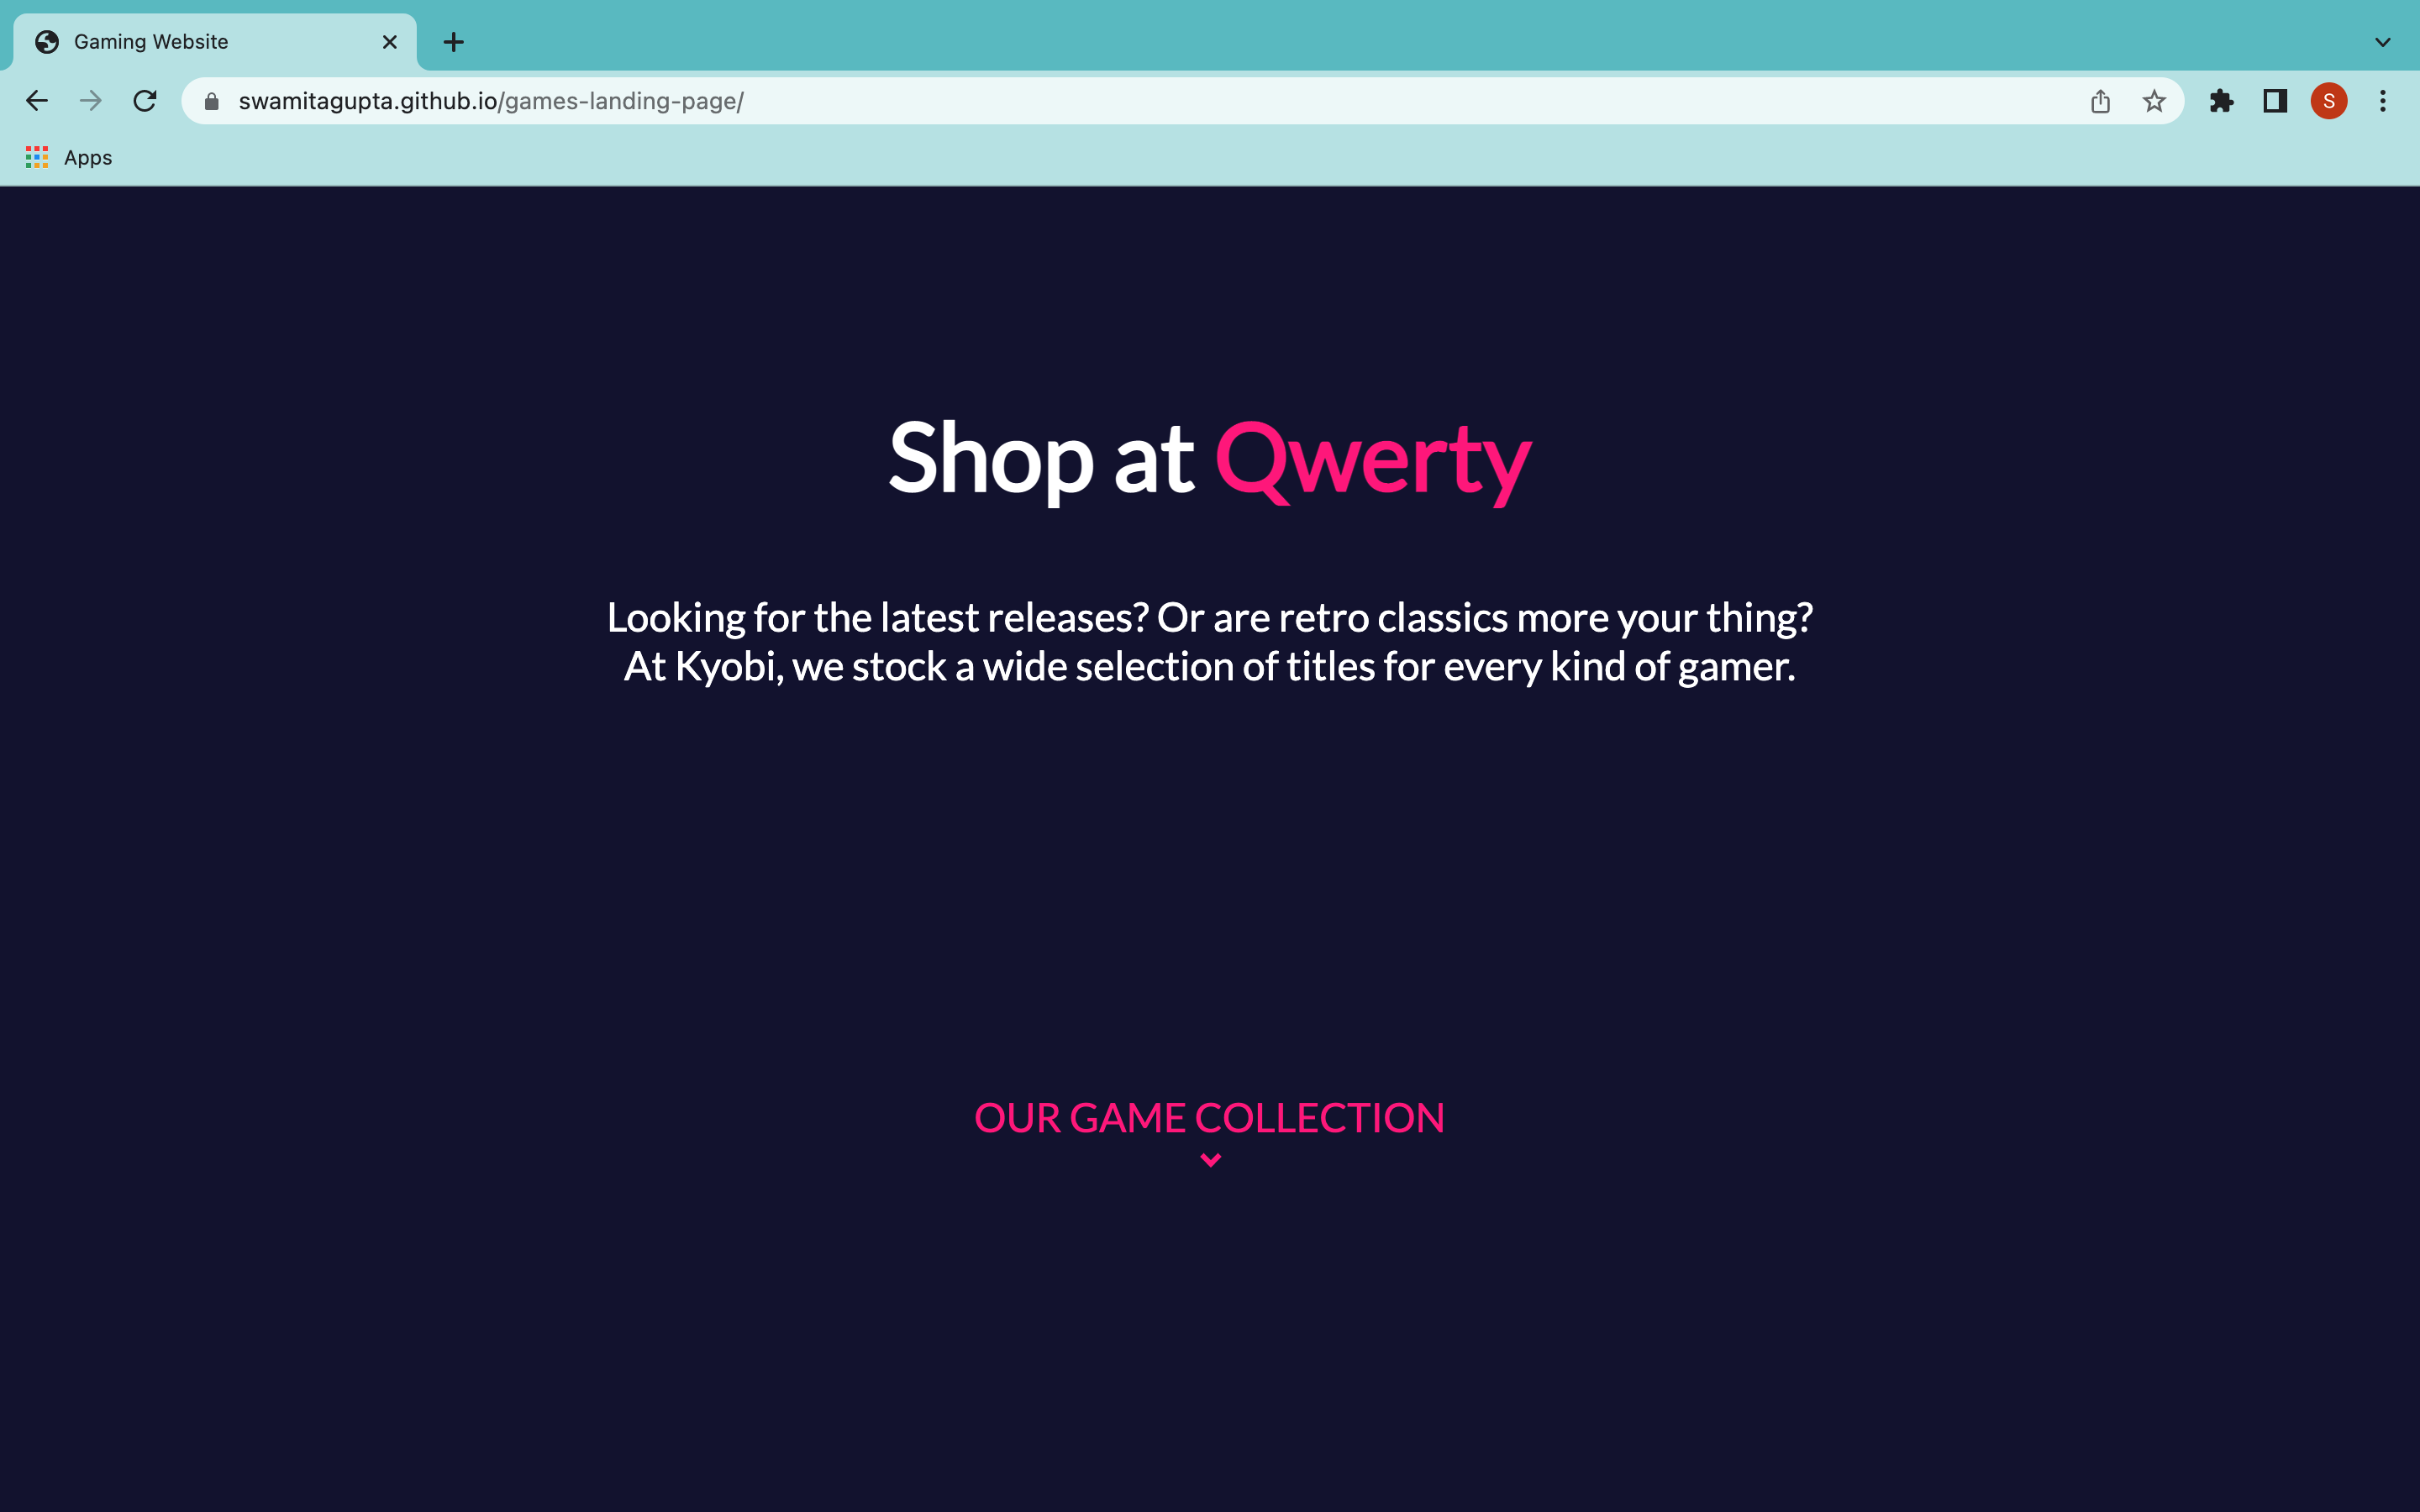 Gaming Website
swamitagupta.github.io/games-landing-page/
S
Apps
Shop at Qwerty
Looking for the latest releases? Or are retro classics more your thing?
At Kyobi, we stock a wide selection of titles for every kind of gamer.
OUR GAME COLLECTION